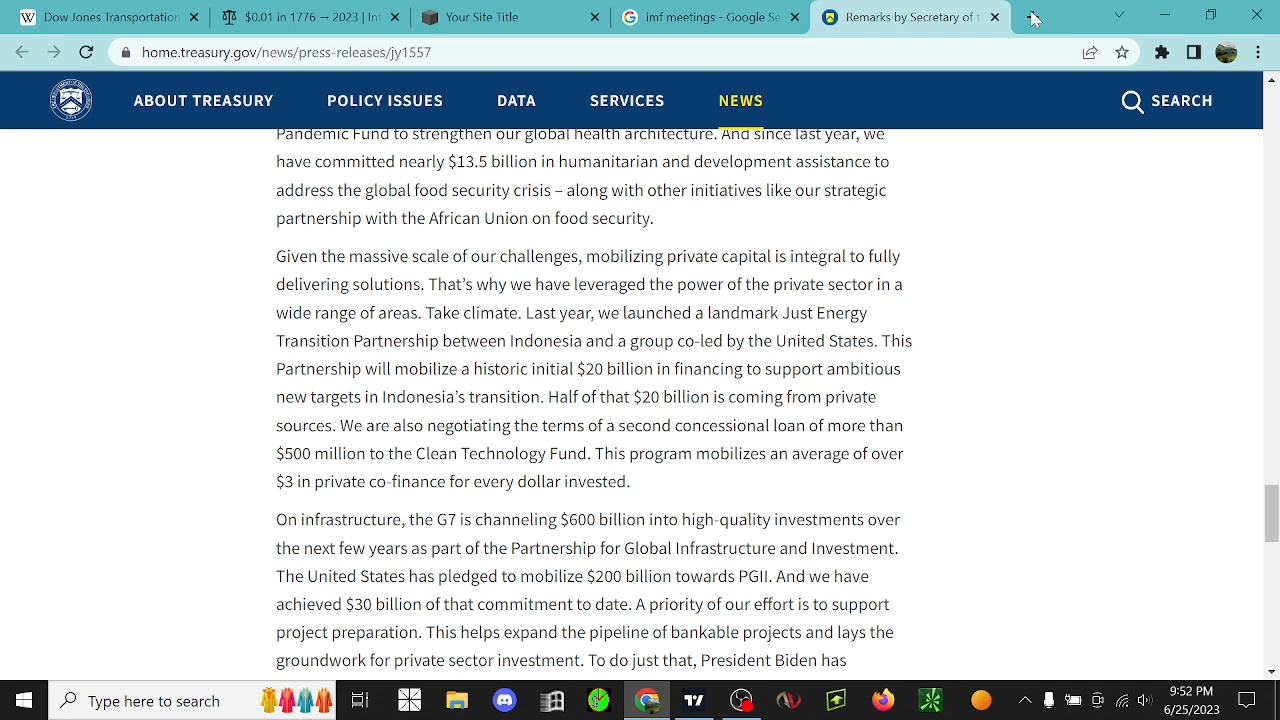 Dow Jones Transportation
$0.01 in 1776 → 2023 | Inf
Your Site Title
imf meetings - Google Se
Remarks by Secretary of t
home.treasury.gov/news/press-releases/jy1557
ABOUT TREASURY
POLICY ISSUES
DATA
SERVICES
NEWS
SEARCH
Pandemic Fund to strengthen our global health architecture. And since last year, we
have committed nearly $13.5 billion in humanitarian and development assistance to
address the global food security crisis – along with other initiatives like our strategic
partnership with the African Union on food security.
Given the massive scale of our challenges, mobilizing private capital is integral to fully
delivering solutions. That's why we have leveraged the power of the private sector in a
wide range of areas. Take climate. Last year, we launched a landmark Just Energy
Transition Partnership between Indonesia and a group co-led by the United States. This
Partnership will mobilize a historic initial $20 billion in financing to support ambitious
new targets in Indonesia's transition. Half of that $20 billion is coming from private
sources. We are also negotiating the terms of a second concessional loan of more than
$500 million to the Clean Technology Fund. This program mobilizes an average of over
$3 in private co-finance for every dollar invested.
On infrastructure, the G7 is channeling $600 billion into high-quality investments over
the next few years as part of the Partnership for Global Infrastructure and Investment.
The United States has pledged to mobilize $200 billion towards PGII. And we have
achieved $30 billion of that commitment to date. A priority of our effort is to support
project preparation. This helps expand the pipeline of bankable projects and lays the
groundwork for private sector investment. To do just that, President Biden has
Type here to search
9:52 PM
6/25/2023